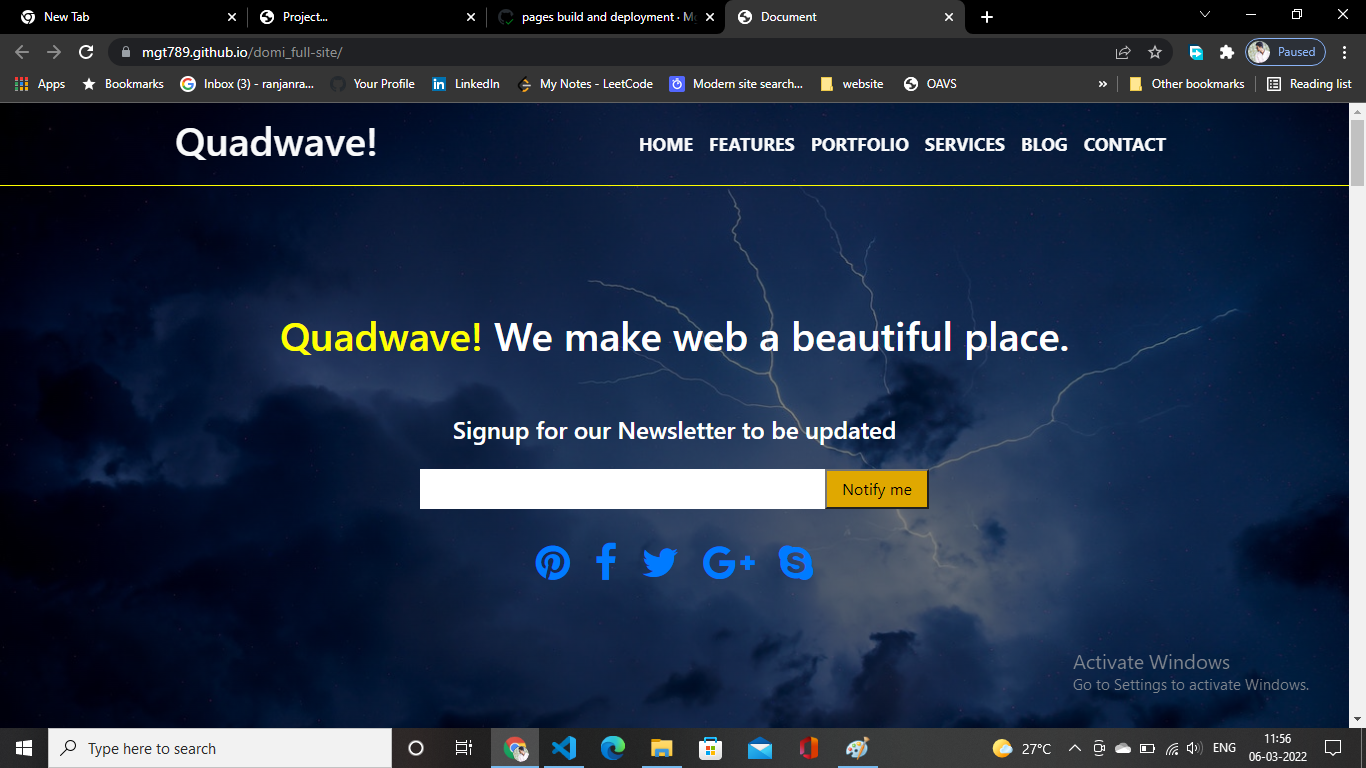 New Tab
Project...
pages build and deployment · M
Document
mgt789.github.io/domi_full-site/
Paused
Apps
Bookmarks
Inbox (3) - ranjanra...
Your Profile
LinkedIn
My Notes - LeetCode
Modern site search...
website
OAVS
»
Other bookmarks
Reading list
Quadwave!
HOME FEATURES PORTFOLIO SERVICES BLOG CONTACT
Quadwave! We make web a beautiful place.
Signup for our Newsletter to be updated
Notify me
Activate Windows
Go to Settings to activate Windows.
Type here to search
27°C
ENG
11:56
06-03-2022